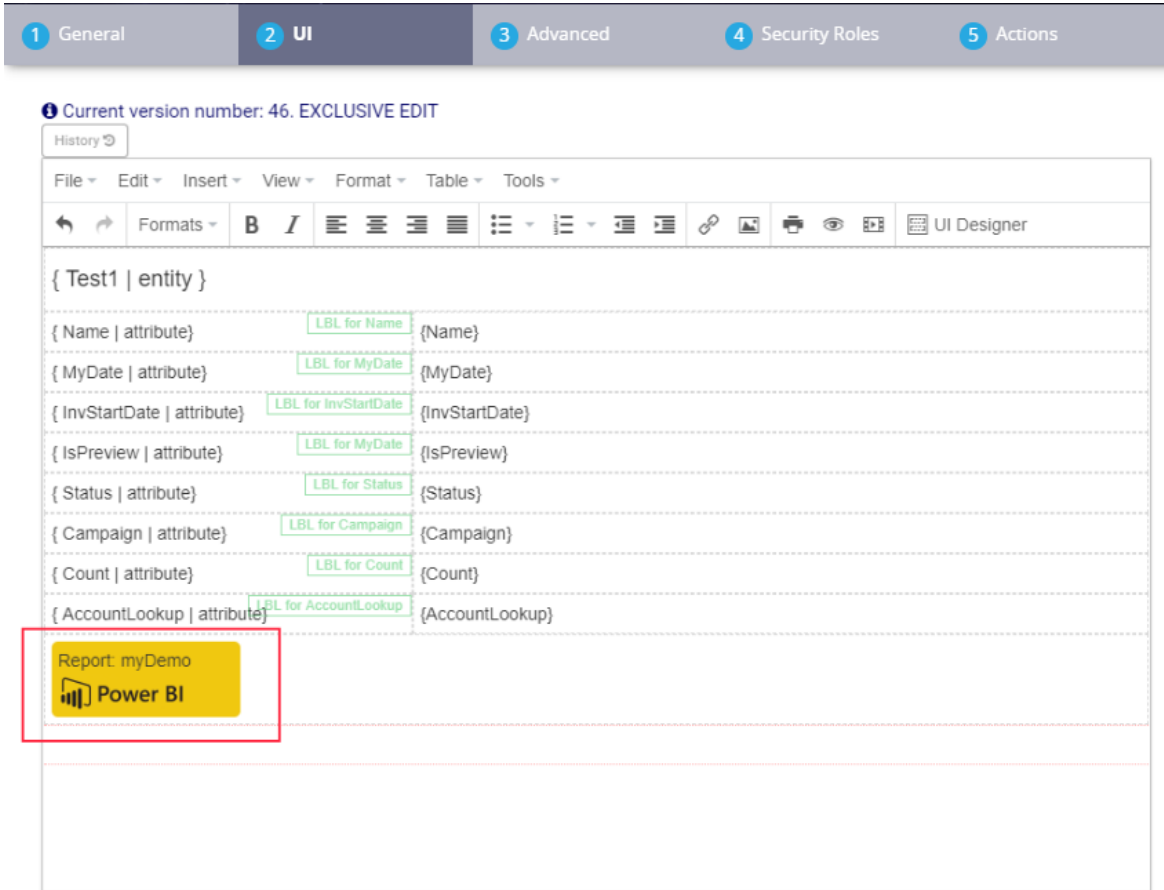 1 General 2 UI 3 Advanced 4 Security Roles 5 Actions
Current version number: 46. EXCLUSIVE EDIT
History
File Edit Insert View Format Table Tools
Formats B I UI Designer
{ Test1 | entity }
{ Name | attribute} LBL for Name {Name}
{ MyDate | attribute} LBL for MyDate {MyDate}
{ InvStartDate | attribute} LBL for InvStartDate {InvStartDate}
{ IsPreview | attribute} LBL for MyDate {IsPreview}
{ Status | attribute} LBL for Status {Status}
{ Campaign | attribute} LBL for Campaign {Campaign}
{ Count | attribute} LBL for Count {Count}
{ AccountLookup | attribute} LBL for AccountLookup {AccountLookup}
Report: myDemo
Power BI